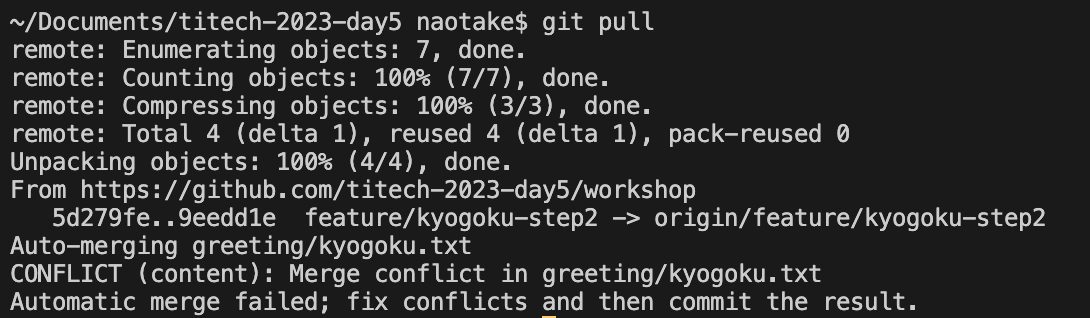 ~/Documents/titech-2023-day5 naotake$ git pull
remote: Enumerating objects: 7, done.
remote: Counting objects: 100% (7/7), done.
remote: Compressing objects: 100% (3/3), done.
remote: Total 4 (delta 1), reused 4 (delta 1), pack-reused 0
Unpacking objects: 100% (4/4), done.
From https://github.com/titech-2023-day5/workshop
   5d279fe..9eedd1e  feature/kyogoku-step2 -> origin/feature/kyogoku-step2
Auto-merging greeting/kyogoku.txt
CONFLICT (content): Merge conflict in greeting/kyogoku.txt
Automatic merge failed; fix conflicts and then commit the result.